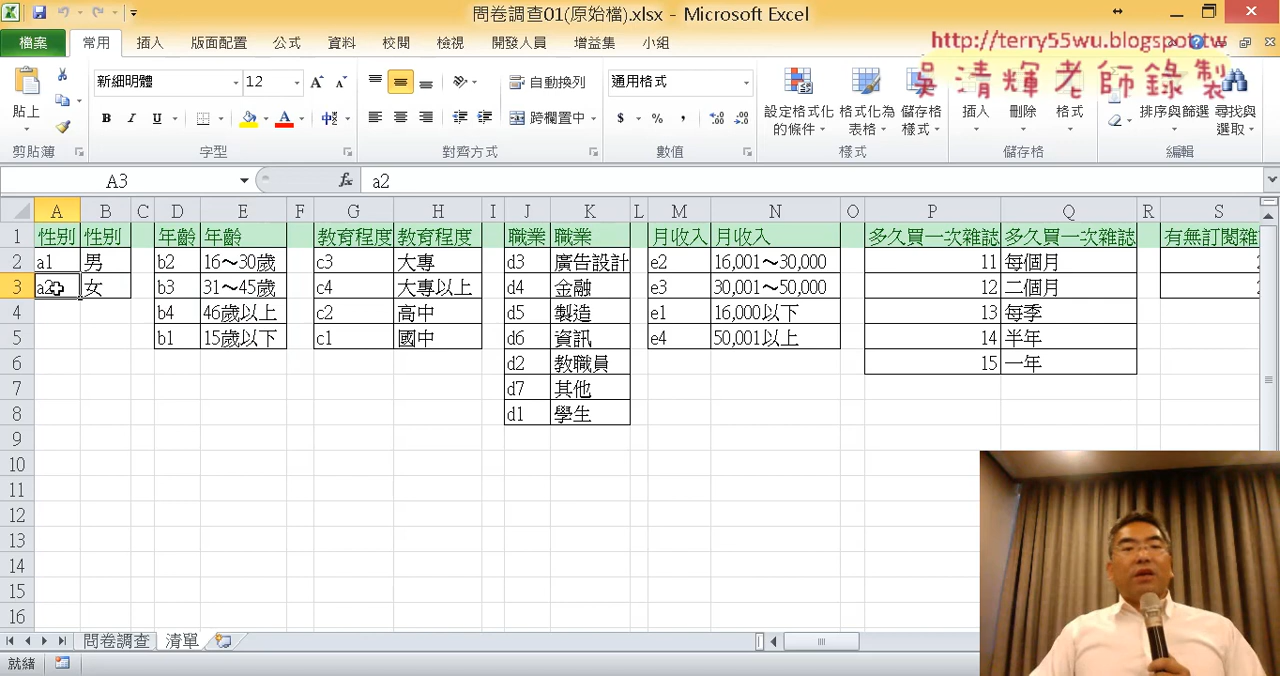 問卷調查01(原始檔).xlsx - Microsoft Excel
檔案 常用 插入 版面配置 公式 資料 校閱 檢視 開發人員 增益集 小組
http://terry55wu.blogspot.tw
吳清輝老師錄製
貼上 新細明體 12 自動換列 通用格式 設定格式化的條件 格式化為表格 儲存格樣式 插入 刪除 格式 排序與篩選 尋找與選取
B I U 跨欄置中 $ % ,
剪貼簿 字型 對齊方式 數值 樣式 儲存格 編輯
A3 fx a2
A B C D E F G H I J K L M N O P Q R S
1 性別 性別 年齡 年齡 教育程度 教育程度 職業 職業 月收入 月收入 多久買一次雜誌 多久買一次雜誌 有無訂閱雜
2 a1 男 b2 16～30歲 c3 大專 d3 廣告設計 e2 16,001～30,000 11 每個月
3 a2 女 b3 31～45歲 c4 大專以上 d4 金融 e3 30,001～50,000 12 二個月
4 b4 46歲以上 c2 高中 d5 製造 e1 16,000以下 13 每季
5 b1 15歲以下 c1 國中 d6 資訊 e4 50,001以上 14 半年
6 d2 教職員 15 一年
7 d7 其他
8 d1 學生
9
10
11
12
13
14
15
16
問卷調查 清單
就緒